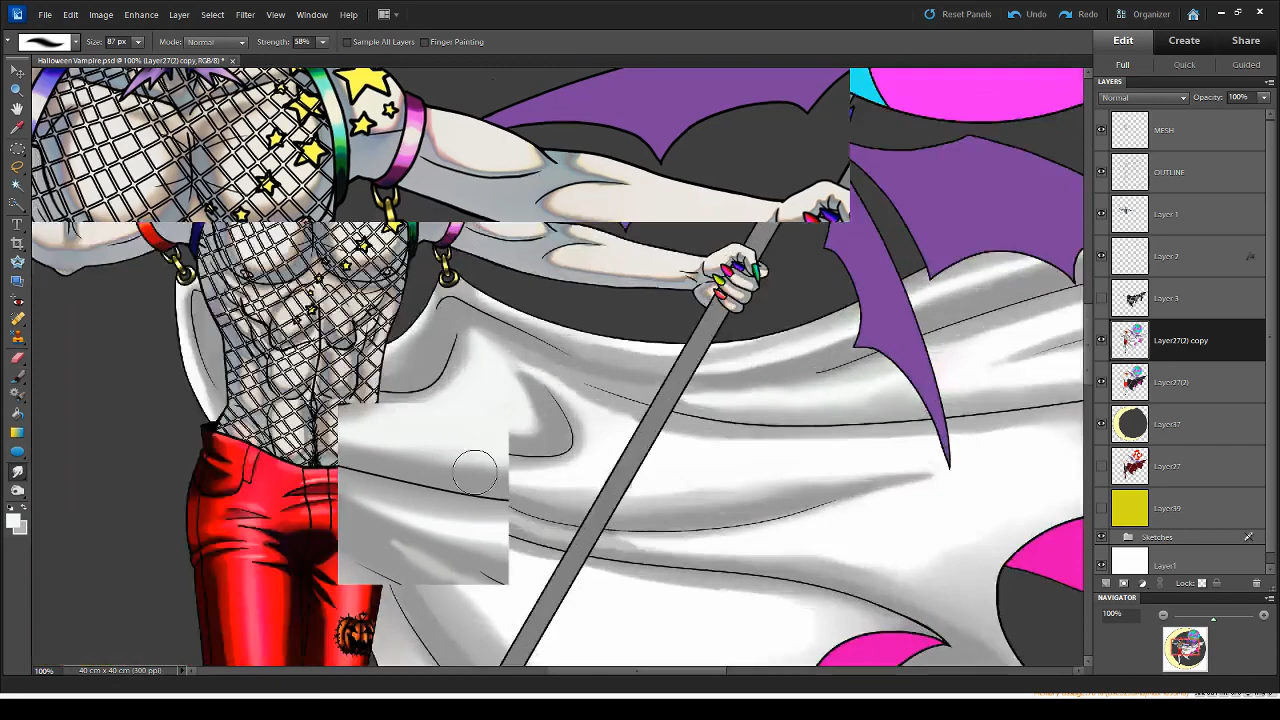 File Edit Image Enhance Layer Select Filter View Window Help Reset Panels Undo Redo Organizer
Size: 87 px Mode: Normal Strength: 58% Sample All Layers Finger Painting
Edit Create Share
Halloween Vampire.psd @ 100% (Layer27(2) copy, RGB/8) *
Full Quick Guided
LAYERS
Normal Opacity: 100%
MESH
OUTLINE
Layer 1
Layer 2
Layer 3
Layer27(2) copy
Layer27(2)
Layer37
Layer27
Layer39
Sketches
Layer1
Lock:
NAVIGATOR
100%
100% 40 cm x 40 cm (300 ppi)